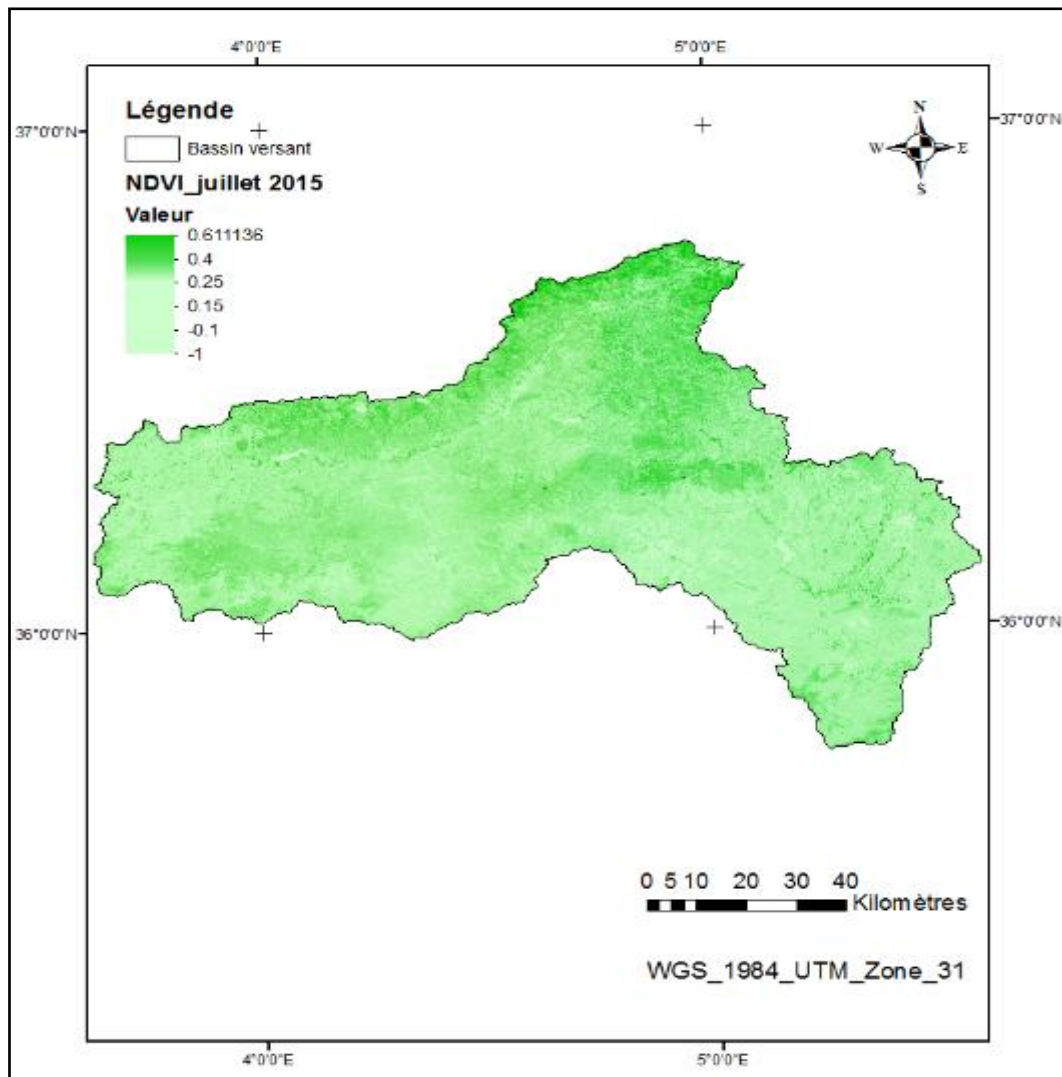 4°0'0"E 5°0'0"E
37°0'0"N 37°0'0"N
Légende
Bassin versant
NDVI_juillet 2015
Valeur
0.611136
0.4
0.25
0.15
-0.1
-1
N
W E
S
36°0'0"N 36°0'0"N
0 5 10 20 30 40
Kilomètres
WGS_1984_UTM_Zone_31
4°0'0"E 5°0'0"E